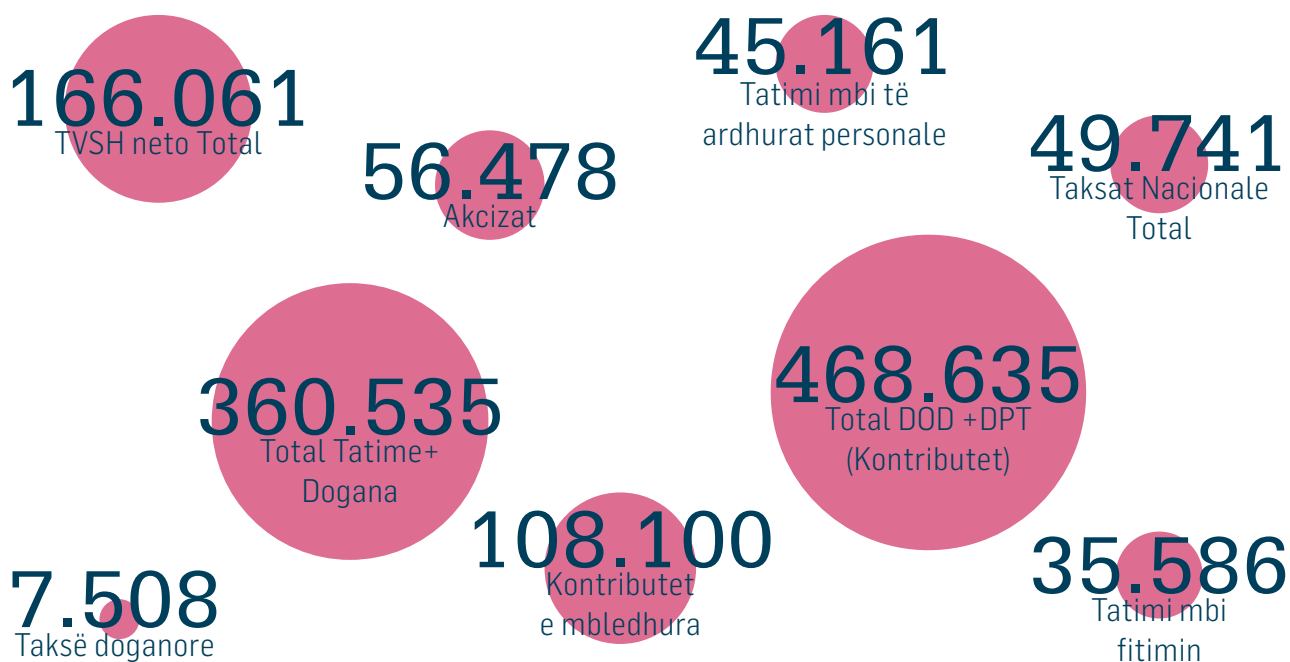 166.061
TVSH neto Total
56.478
Akcizat
45.161
Tatimi mbi të
ardhurat personale
49.741
Taksat Nacionale
Total
360.535
Total Tatime+
Dogana
468.635
Total DOD +DPT
(Kontributet)
7.508
Taksë doganore
108.100
Kontributet
e mbledhura
35.586
Tatimi mbi
fitimin